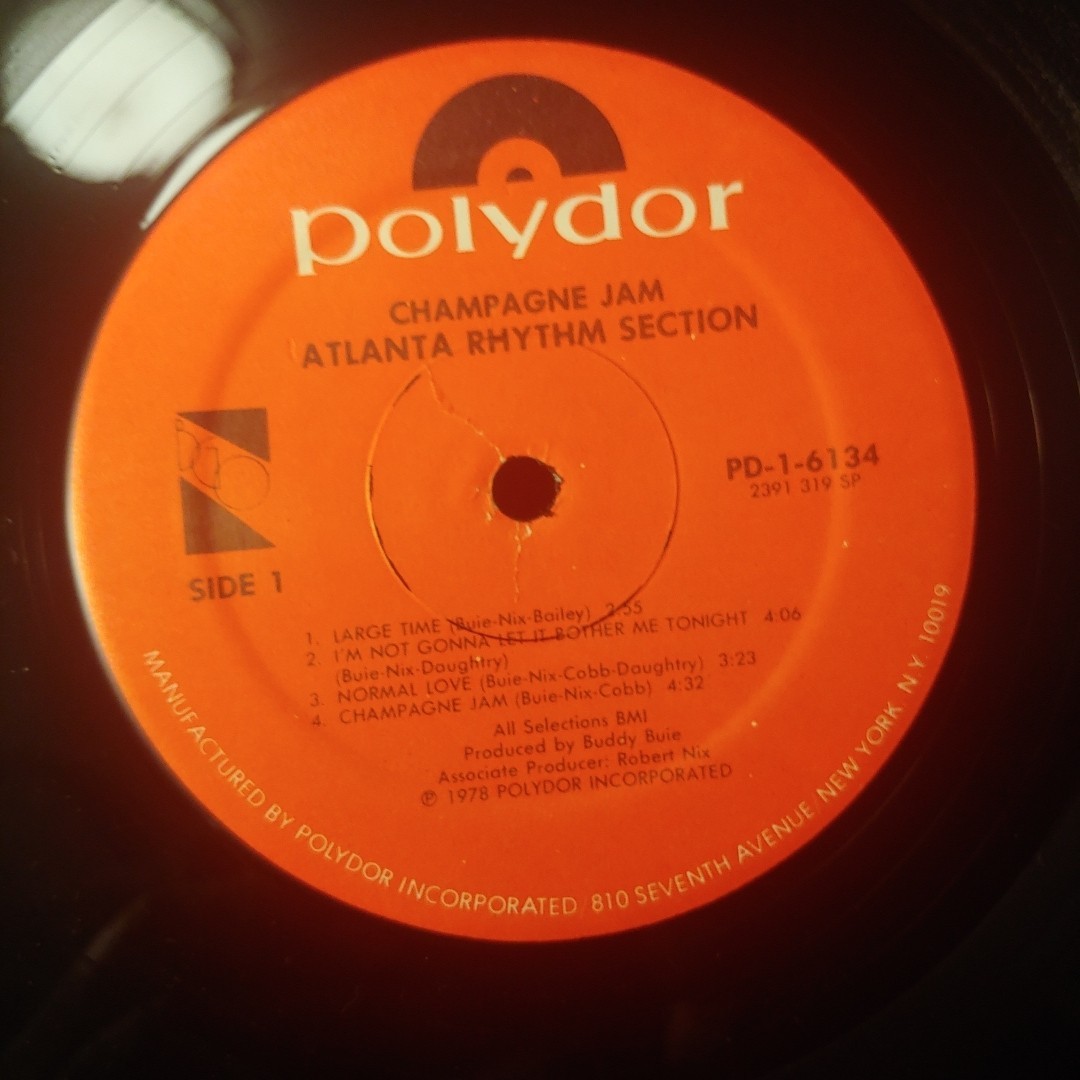 polydor
CHAMPAGNE JAM
ATLANTA RHYTHM SECTION
PD-1-6134
2391 319 SP
SIDE 1
1. LARGE TIME (Buie-Nix-Bailey) 2:55
2. I'M NOT GONNA LET IT BOTHER ME TONIGHT 4:06
(Buie-Nix-Daughtry)
3. NORMAL LOVE (Buie-Nix-Cobb-Daughtry) 3:23
4. CHAMPAGNE JAM (Buie-Nix-Cobb) 4:32
All Selections BMI
Produced by Buddy Buie
Associate Producer: Robert Nix
℗ 1978 POLYDOR INCORPORATED
MANUFACTURED BY POLYDOR INCORPORATED 810 SEVENTH AVENUE NEW YORK N.Y. 10019